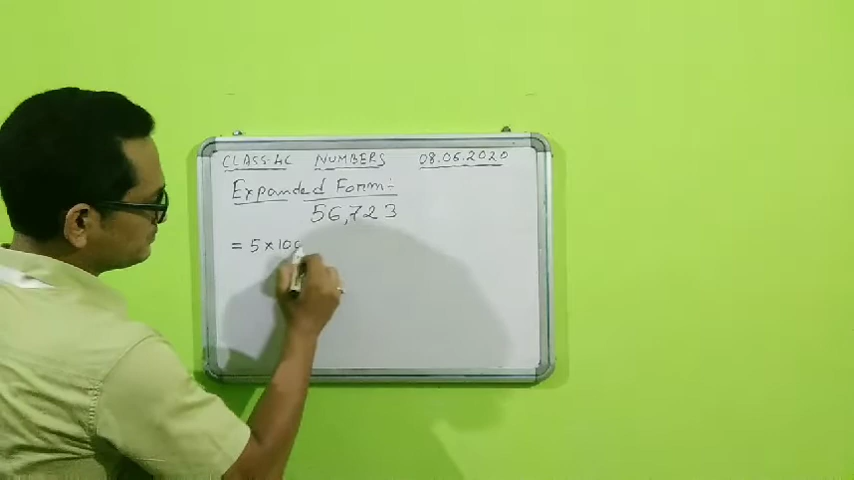 CLASS-4C NUMBERS 08.06.2020
Expanded Form:-
56,723
= 5×100